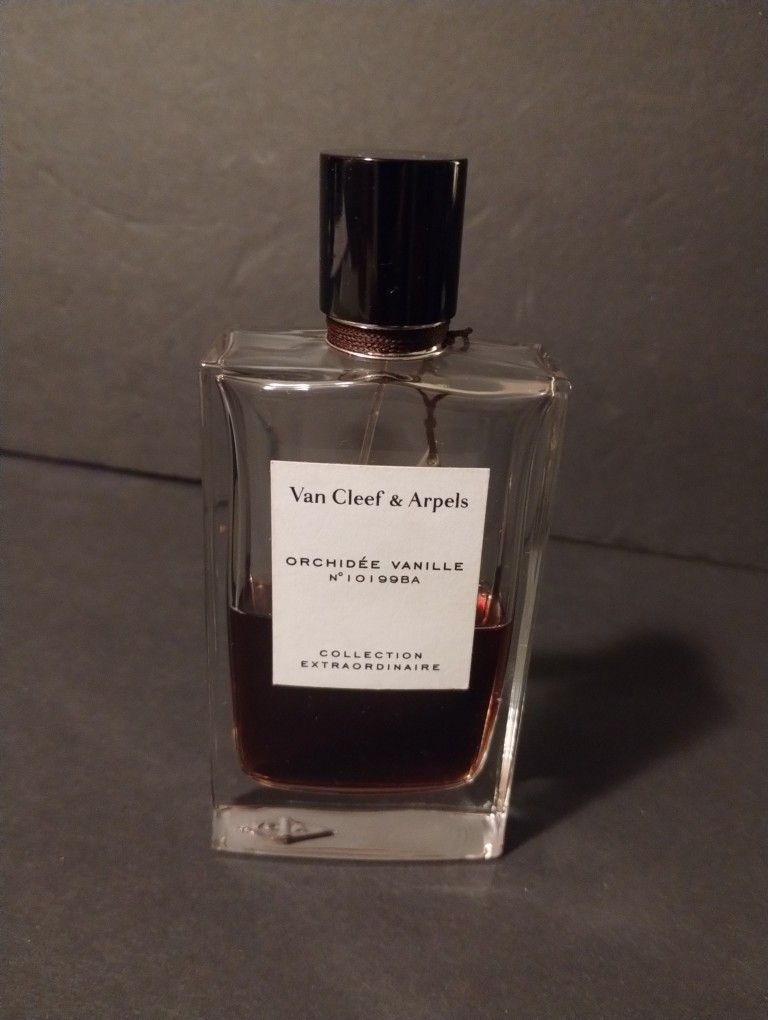 Van Cleef & Arpels
ORCHIDÉE VANILLE
N°10199BA
COLLECTION
EXTRAORDINAIRE